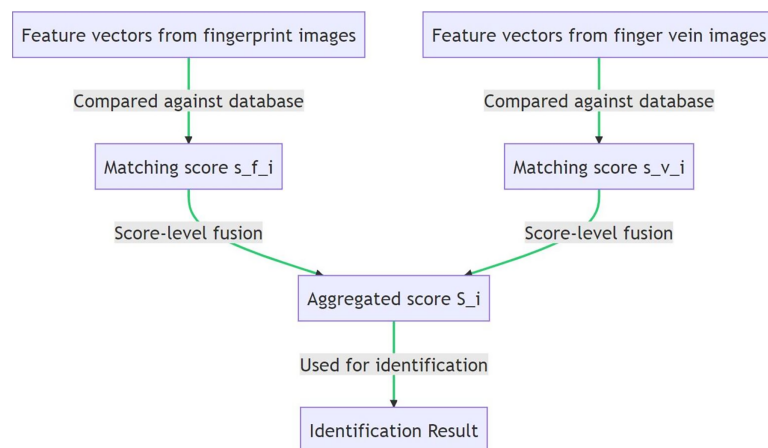 Feature vectors from fingerprint images
Feature vectors from finger vein images
Compared against database
Compared against database
Matching score s_f_i
Matching score s_v_i
Score-level fusion
Score-level fusion
Aggregated score S_i
Used for identification
Identification Result